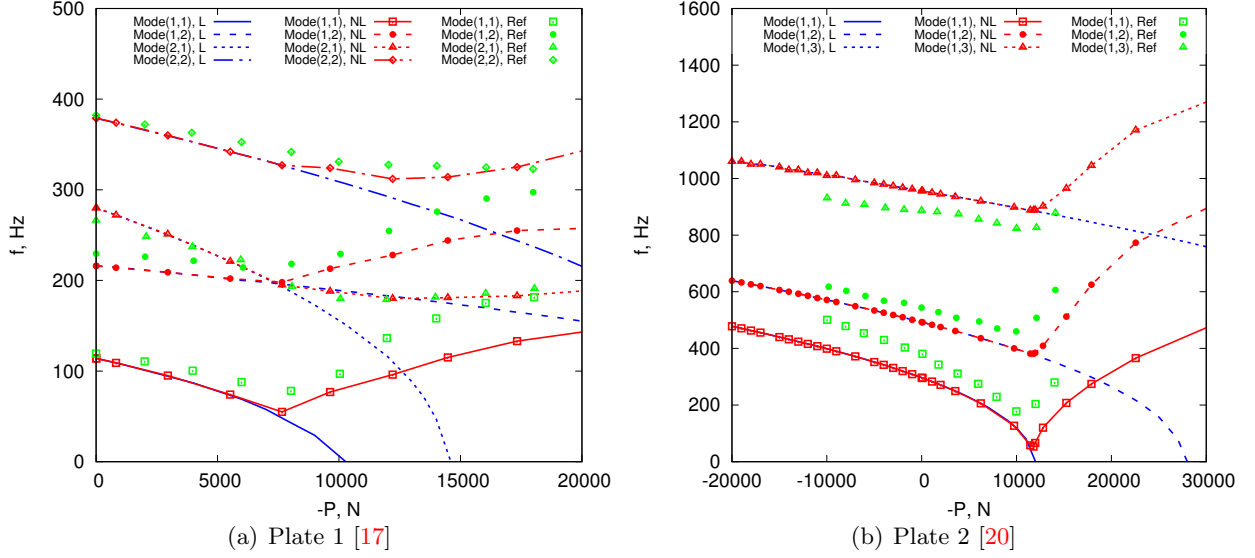 Mode(1,1), L
Mode(1,2), L
Mode(2,1), L
Mode(2,2), L
Mode(1,1), NL
Mode(1,2), NL
Mode(2,1), NL
Mode(2,2), NL
Mode(1,1), Ref
Mode(1,2), Ref
Mode(2,1), Ref
Mode(2,2), Ref
f, Hz
500
400
300
200
100
0
0
5000
10000
15000
20000
-P, N
(a) Plate 1 [17]
Mode(1,1), L
Mode(1,2), L
Mode(1,3), L
Mode(1,1), NL
Mode(1,2), NL
Mode(1,3), NL
Mode(1,1), Ref
Mode(1,2), Ref
Mode(1,3), Ref
f, Hz
1600
1400
1200
1000
800
600
400
200
0
-20000
-10000
0
10000
20000
30000
-P, N
(b) Plate 2 [20]